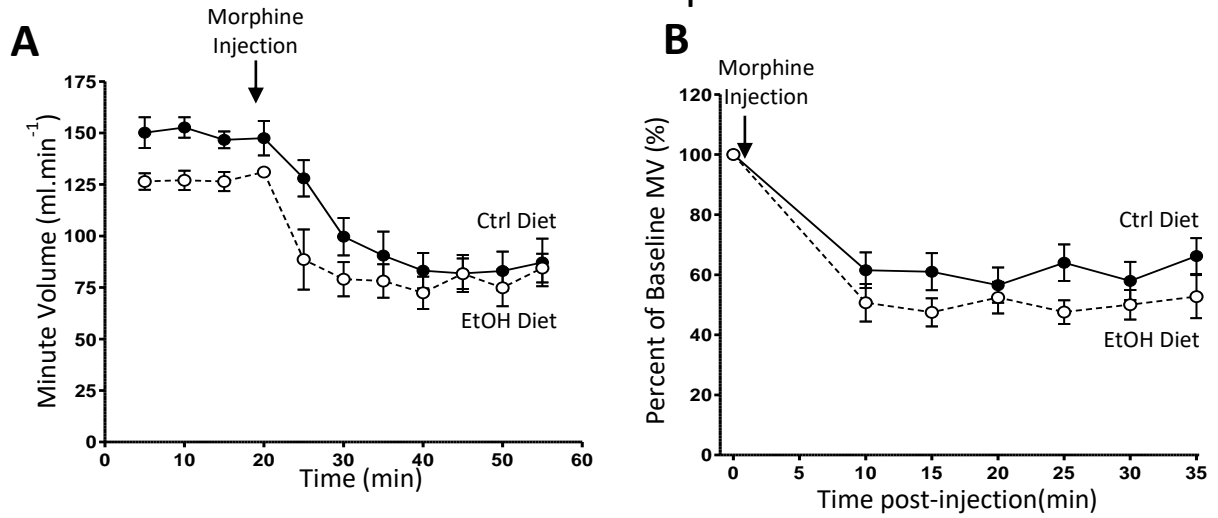 A
Morphine
Injection
Minute Volume (ml.min⁻¹)
175
150
125
100
75
50
25
0
Ctrl Diet
EtOH Diet
0 10 20 30 40 50 60
Time (min)
B
Morphine
Injection
Percent of Baseline MV (%)
120
100
80
60
40
20
0
Ctrl Diet
EtOH Diet
0 5 10 15 20 25 30 35
Time post-injection(min)